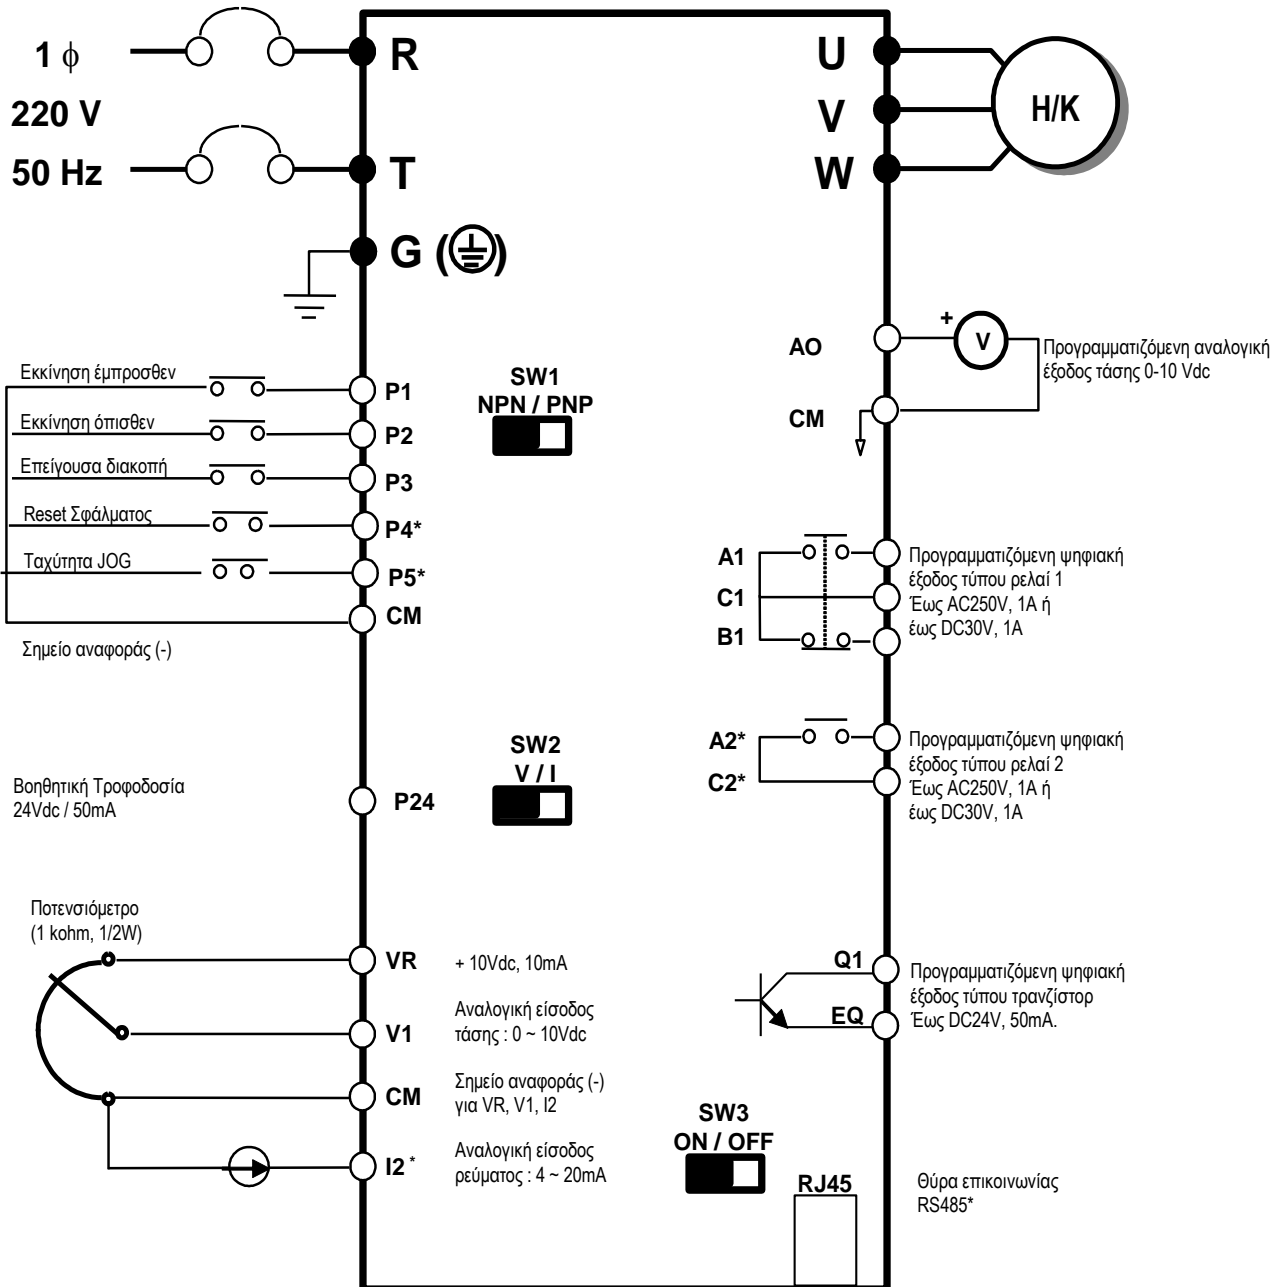 1 ϕ
220 V
50 Hz
R
T
G
U
V
W
H/K
Εκκίνηση έμπροσθεν
P1
Εκκίνηση όπισθεν
P2
Επείγουσα διακοπή
P3
Reset Σφάλματος
P4*
Ταχύτητα JOG
P5*
CM
Σημείο αναφοράς (-)
SW1
NPN / PNP
AO
+
V
Προγραμματιζόμενη αναλογική
έξοδος τάσης 0-10 Vdc
CM
A1
C1
B1
Προγραμματιζόμενη ψηφιακή
έξοδος τύπου ρελαί 1
Έως AC250V, 1A ή
έως DC30V, 1A
SW2
V / I
Βοηθητική Τροφοδοσία
24Vdc / 50mA
P24
A2*
C2*
Προγραμματιζόμενη ψηφιακή
έξοδος τύπου ρελαί 2
Έως AC250V, 1A ή
έως DC30V, 1A
Ποτενσιόμετρο
(1 kohm, 1/2W)
VR
+ 10Vdc, 10mA
V1
Αναλογική είσοδος
τάσης : 0 ~ 10Vdc
CM
Σημείο αναφοράς (-)
για VR, V1, I2
I2 *
Αναλογική είσοδος
ρεύματος : 4 ~ 20mA
Q1
EQ
Προγραμματιζόμενη ψηφιακή
έξοδος τύπου τρανζίστορ
Έως DC24V, 50mA.
SW3
ON / OFF
RJ45
Θύρα επικοινωνίας
RS485*